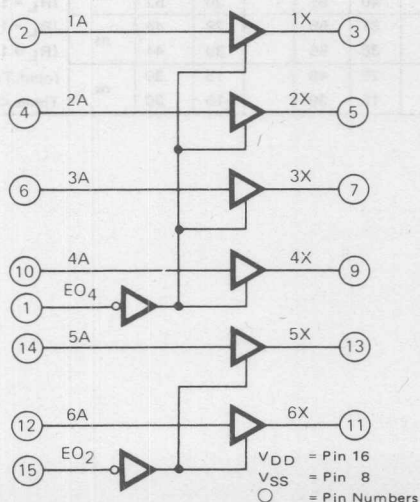 2 1A 1X 3
4 2A 2X 5
6 3A 3X 7
10 4A 4X 9
1 EO4
14 5A 5X 13
12 6A 6X 11
15 EO2
VDD = Pin 16
VSS = Pin 8
= Pin Numbers